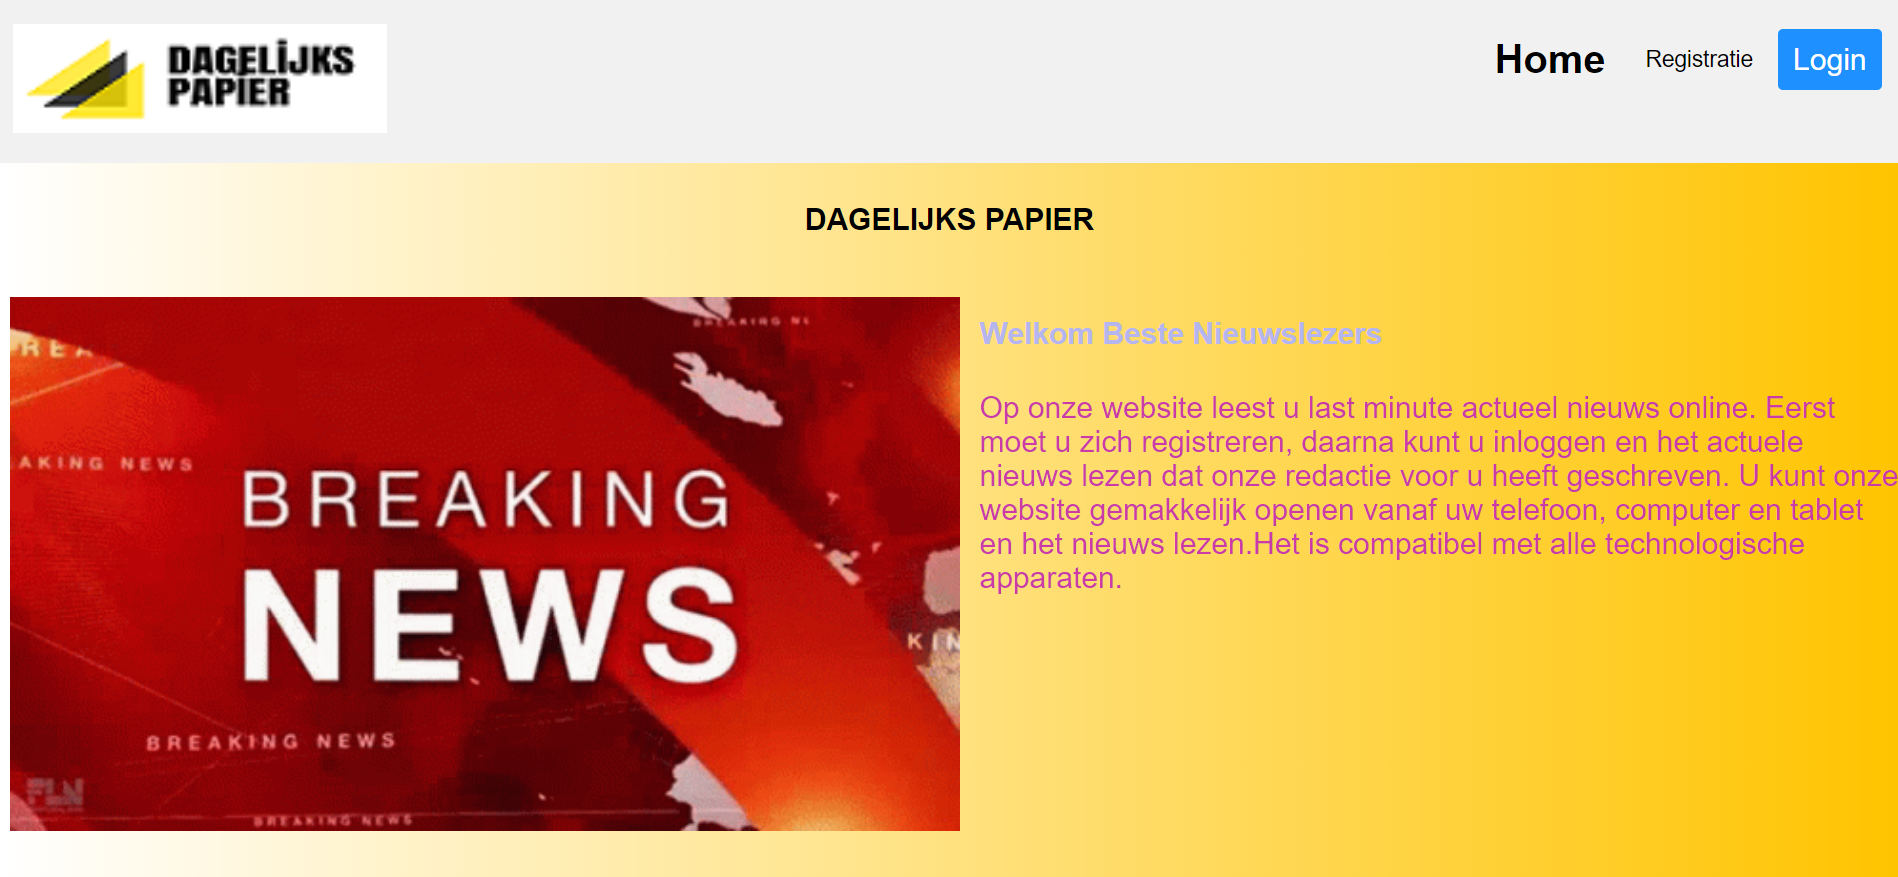 DAGELIJKS
PAPIER
Home
Registratie
Login
DAGELIJKS PAPIER
BREAKING
REA
AKING NEWS
BREAKING
NEWS
KIN
BREAKING NEWS
FLN
BREAKING NEWS
Welkom Beste Nieuwslezers
Op onze website leest u last minute actueel nieuws online. Eerst
moet u zich registreren, daarna kunt u inloggen en het actuele
nieuws lezen dat onze redactie voor u heeft geschreven. U kunt onze
website gemakkelijk openen vanaf uw telefoon, computer en tablet
en het nieuws lezen.Het is compatibel met alle technologische
apparaten.